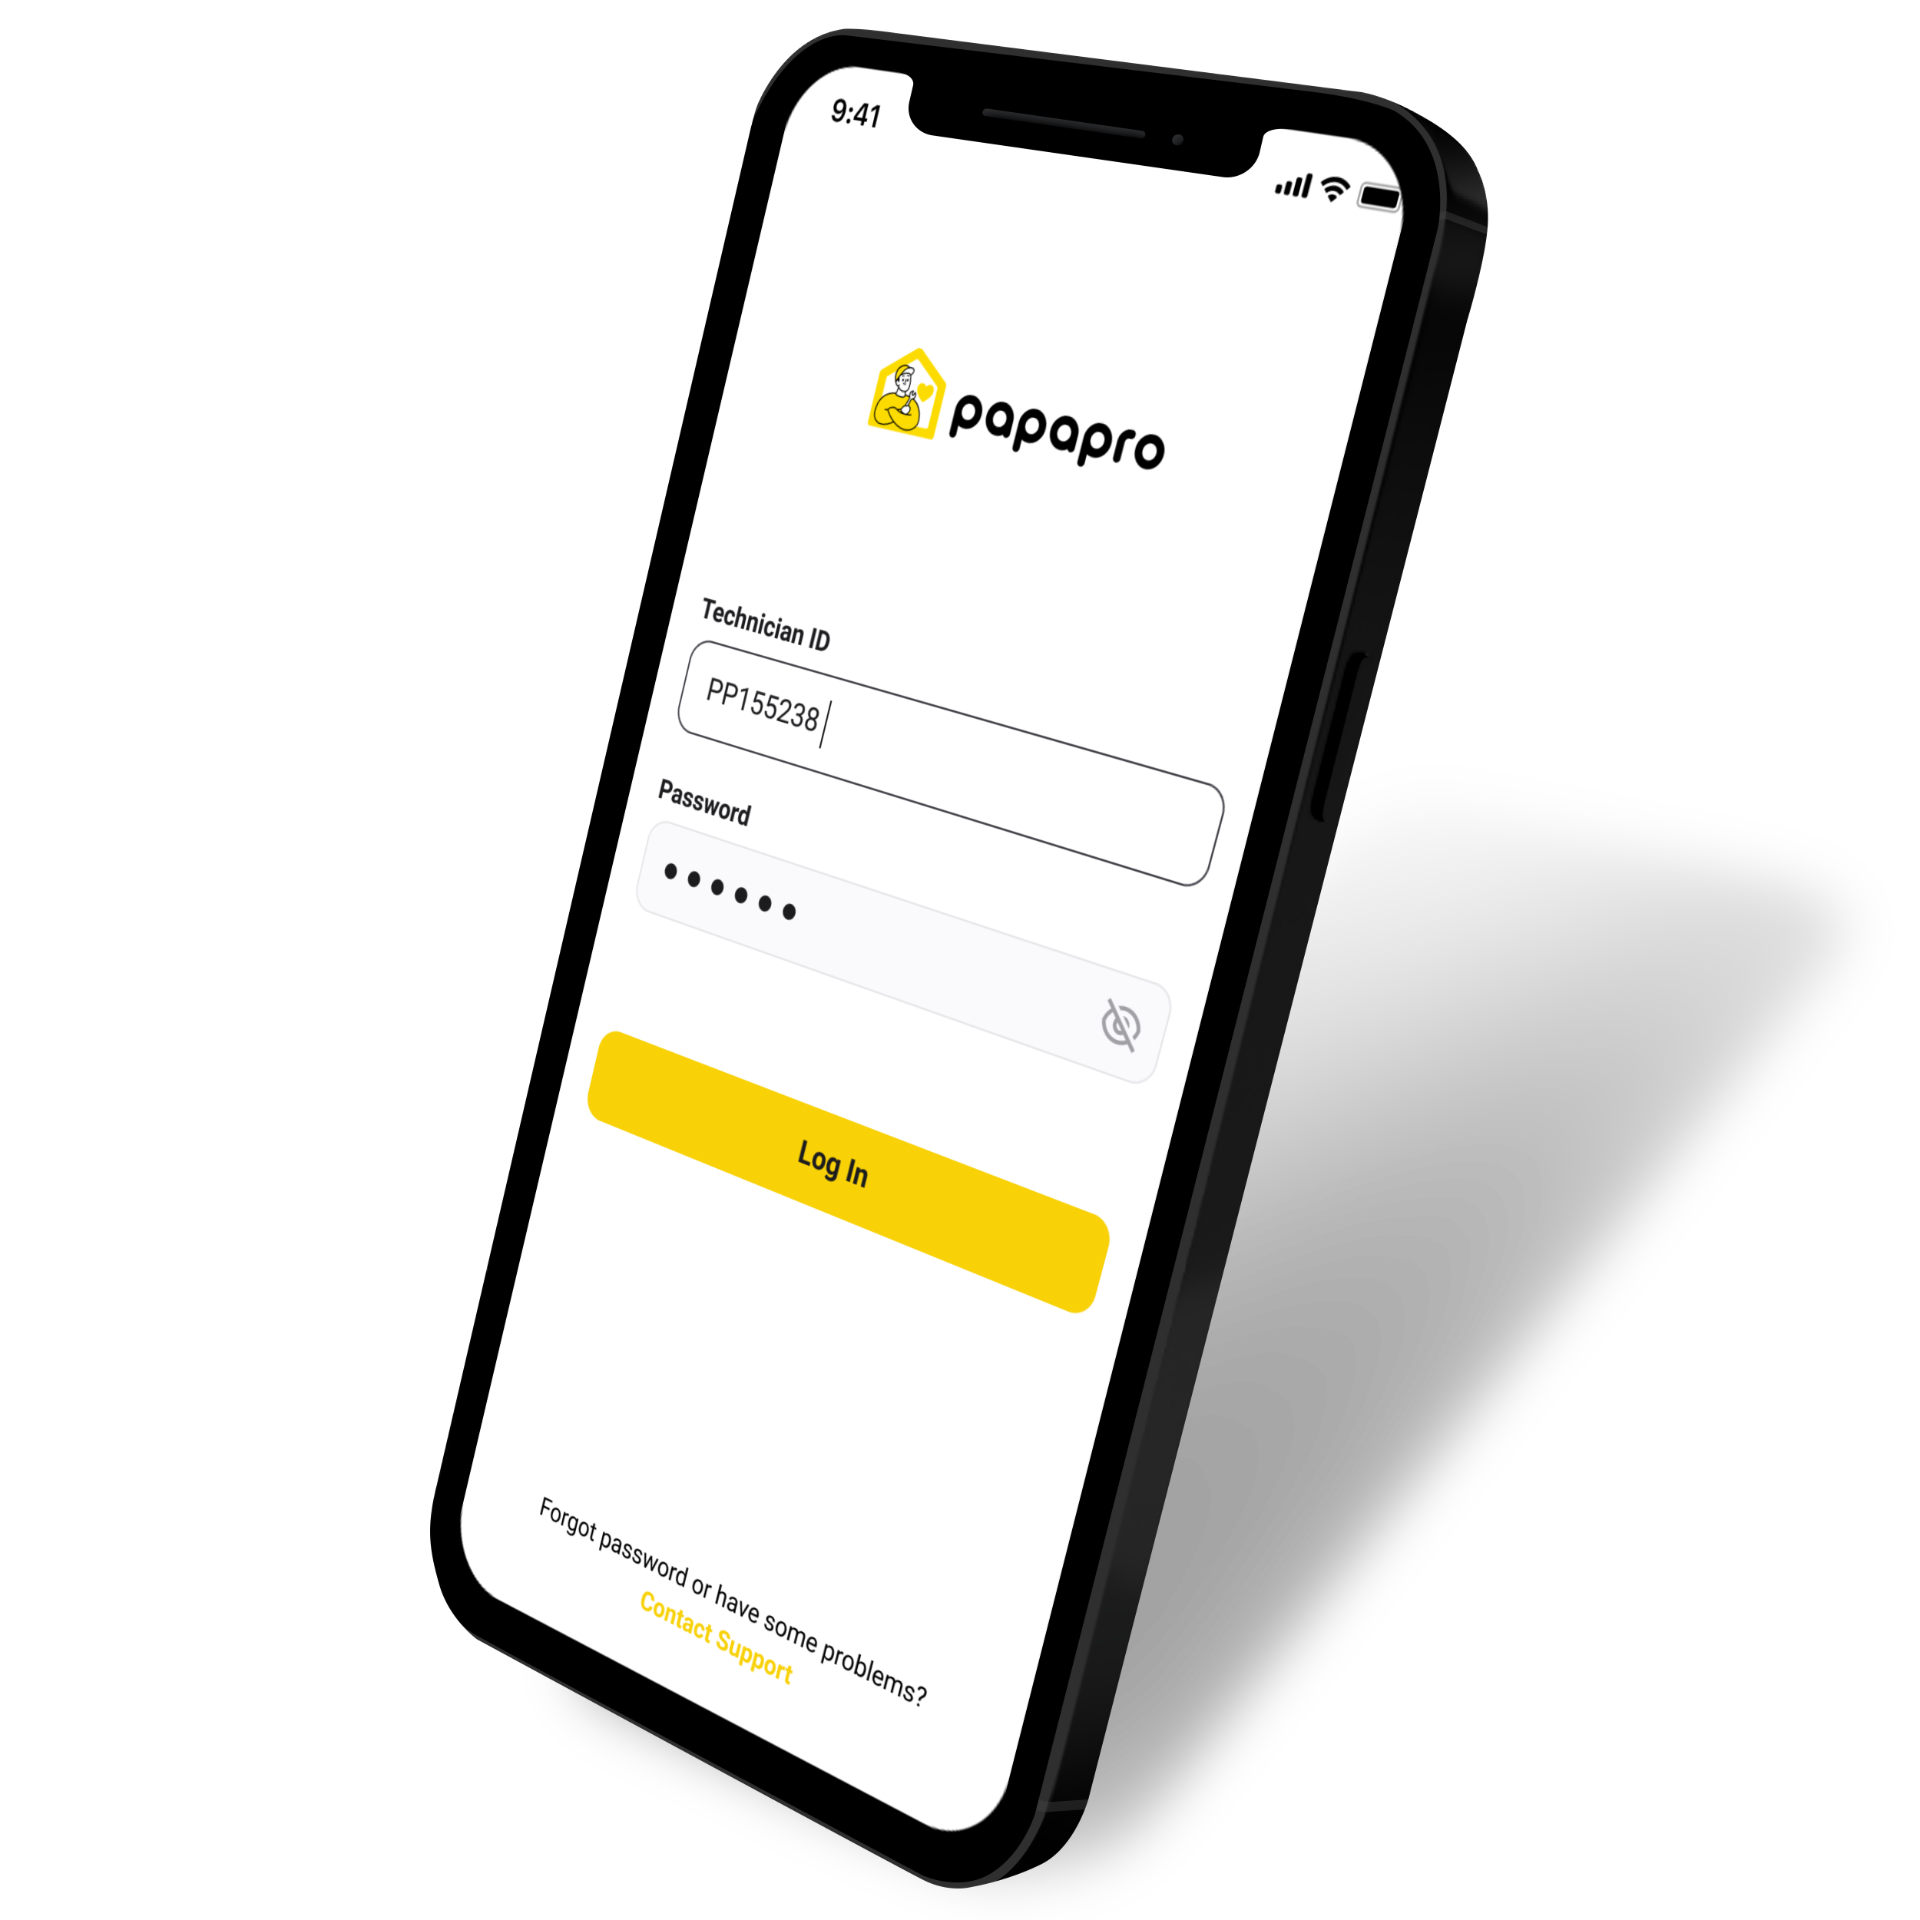 9:41
papapro
Technician ID
PP155238
Password
Log In
Forgot password or have some problems?
Contact Support